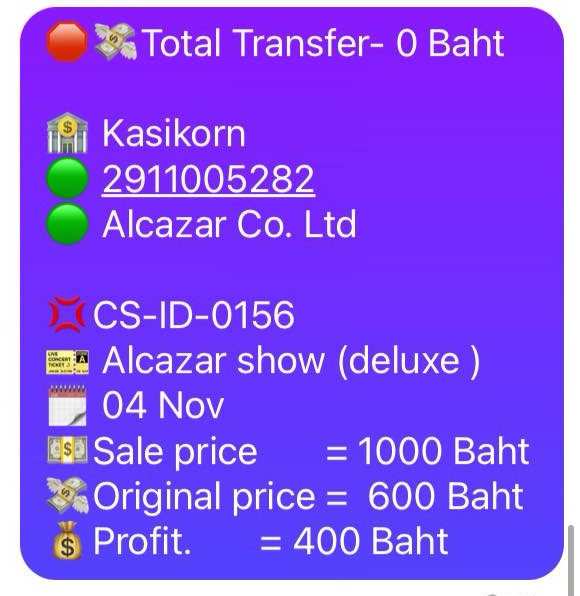 🛑💸Total Transfer- 0 Baht
🏦 Kasikorn
🟢 2911005282
🟢 Alcazar Co. Ltd
💢CS-ID-0156
🎫 Alcazar show (deluxe )
🗓 04 Nov
💵Sale price = 1000 Baht
💸Original price = 600 Baht
💰 Profit. = 400 Baht